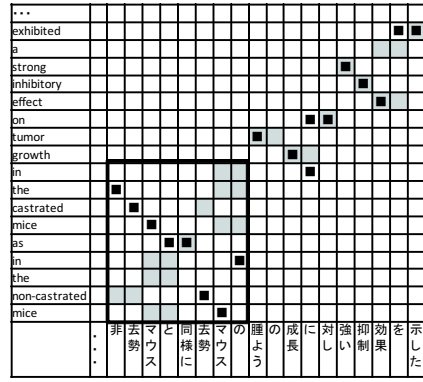 ...
exhibited
a
strong
inhibitory
effect
on
tumor
growth
in
the
castrated
mice
as
in
the
non-castrated
mice
...
非
去勢
マウス
と
同様に
去勢
マウス
の
腫よう
の
成長
に
対し
強い
抑制
効果
を
示した